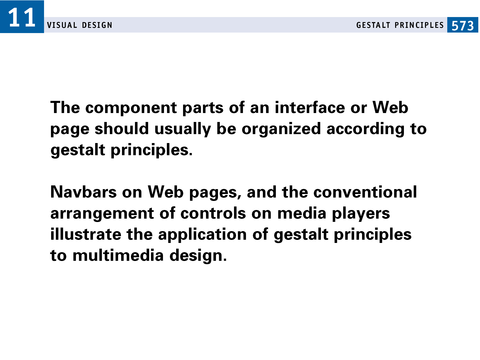 11
VISUAL DESIGN
GESTALT PRINCIPLES 573
The component parts of an interface or Web
page should usually be organized according to
gestalt principles.
Navbars on Web pages, and the conventional
arrangement of controls on media players
illustrate the application of gestalt principles
to multimedia design.